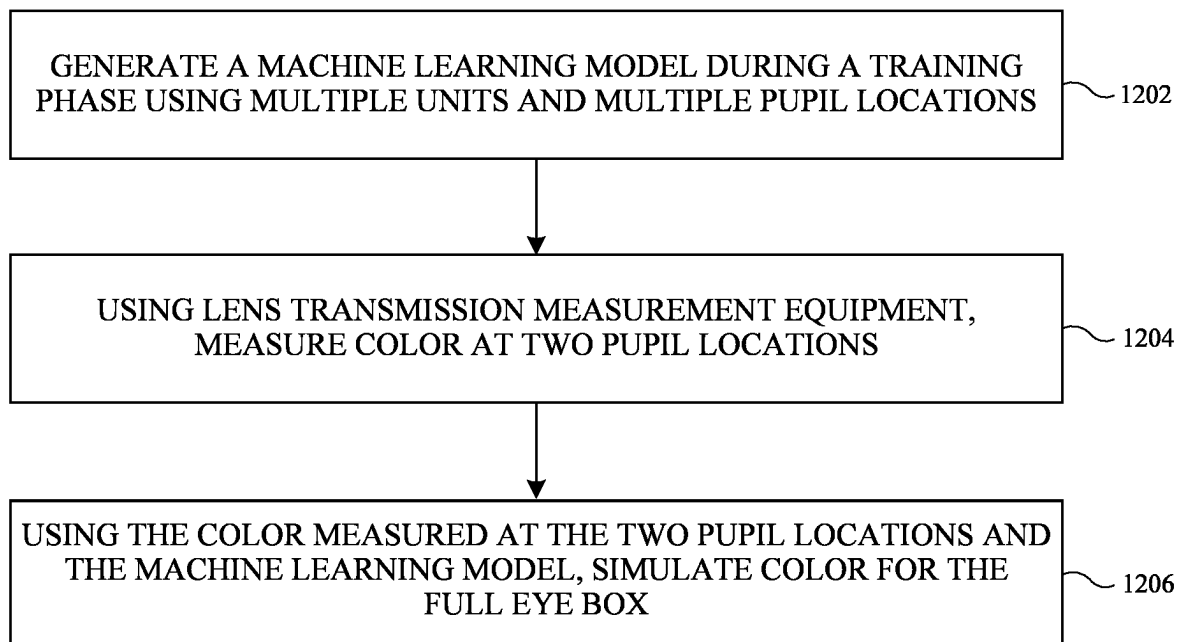 GENERATE A MACHINE LEARNING MODEL DURING A TRAINING
PHASE USING MULTIPLE UNITS AND MULTIPLE PUPIL LOCATIONS
1202
USING LENS TRANSMISSION MEASUREMENT EQUIPMENT,
MEASURE COLOR AT TWO PUPIL LOCATIONS
1204
USING THE COLOR MEASURED AT THE TWO PUPIL LOCATIONS AND
THE MACHINE LEARNING MODEL, SIMULATE COLOR FOR THE
FULL EYE BOX
1206